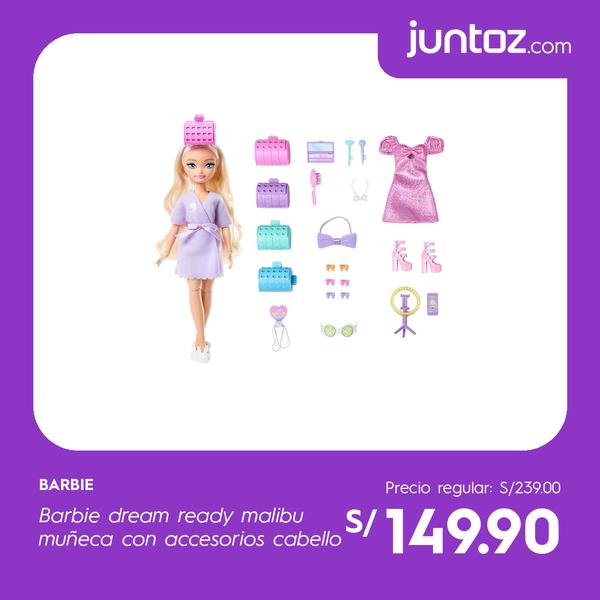 juntoz.com
BARBIE
Barbie dream ready malibu
muñeca con accesorios cabello
Precio regular: S/239.00
S/149.90